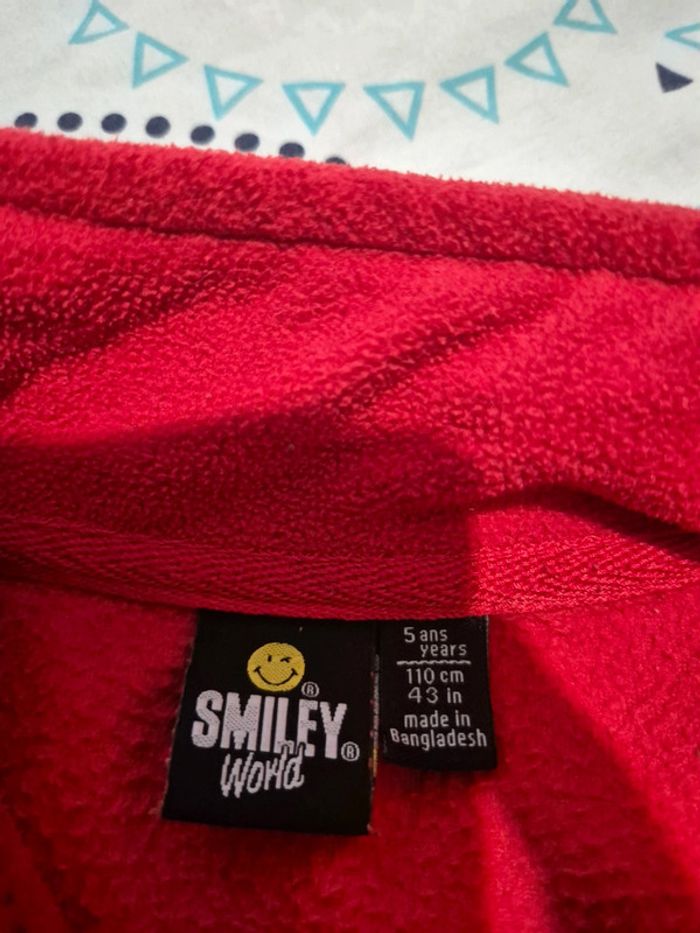 ®
SMILEY®
World
5 ans
years
110 cm
43 in
made in
Bangladesh